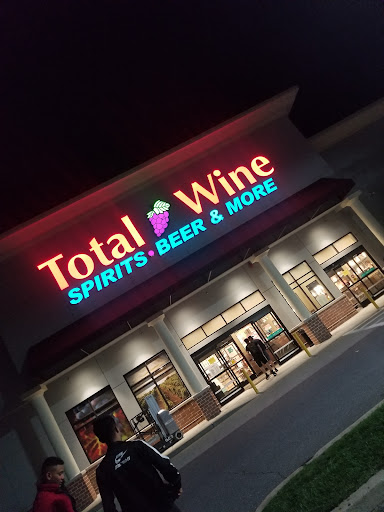 Total Wine
SPIRITS • BEER & MORE